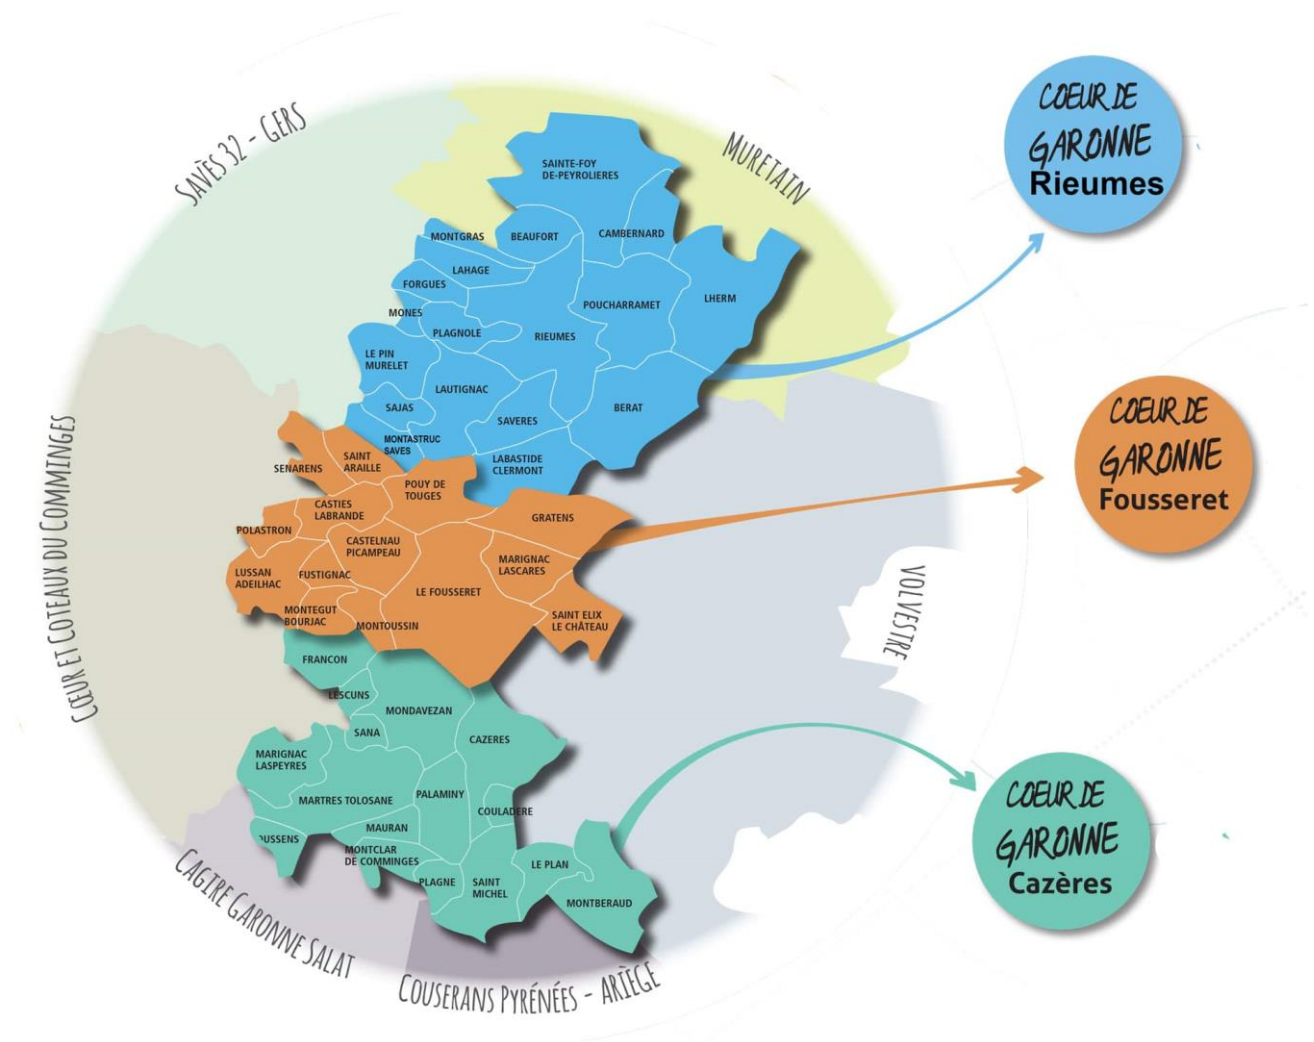 SAVÈS 32 - GERS
MURETAIN
COEUR DE
GARONNE
Rieumes
SAINTE-FOY
DE-PEYROLIERES
MONTGRAS
BEAUFORT
CAMBERNARD
LAHAGE
FORGUES
MONES
PLAGNOLE
RIEUMES
POUCHARRAMET
LHERM
LE PIN
MURELET
LAUTIGNAC
SAJAS
SAVERES
BERAT
MONTASTRUC
SAVES
LABASTIDE
CLERMONT
COEUR DE
GARONNE
Fousseret
CŒUR ET COTEAUX DU COMMINGES
SENARENS
SAINT
ARAILLE
POUY DE
TOUGES
CASTIES
LABRANDE
GRATENS
POLASTRON
CASTELNAU
PICAMPEAU
MARIGNAC
LASCARES
LUSSAN
ADEILHAC
FUSTIGNAC
LE FOUSSERET
MONTEGUT
BOURJAC
MONTOUSSIN
SAINT ELIX
LE CHÂTEAU
VOLVESTRE
FRANCON
LESCUNS
MONDAVEZAN
SANA
CAZERES
MARIGNAC
LASPEYRES
MARTRES TOLOSANE
PALAMINY
COULADERE
MAURAN
OUSSENS
MONTCLAR
DE COMMINGES
PLAGNE
SAINT
MICHEL
LE PLAN
MONTBERAUD
COEUR DE
GARONNE
Cazères
CAGIRE GARONNE SALAT
COUSERANS PYRÉNÉES - ARIÈGE